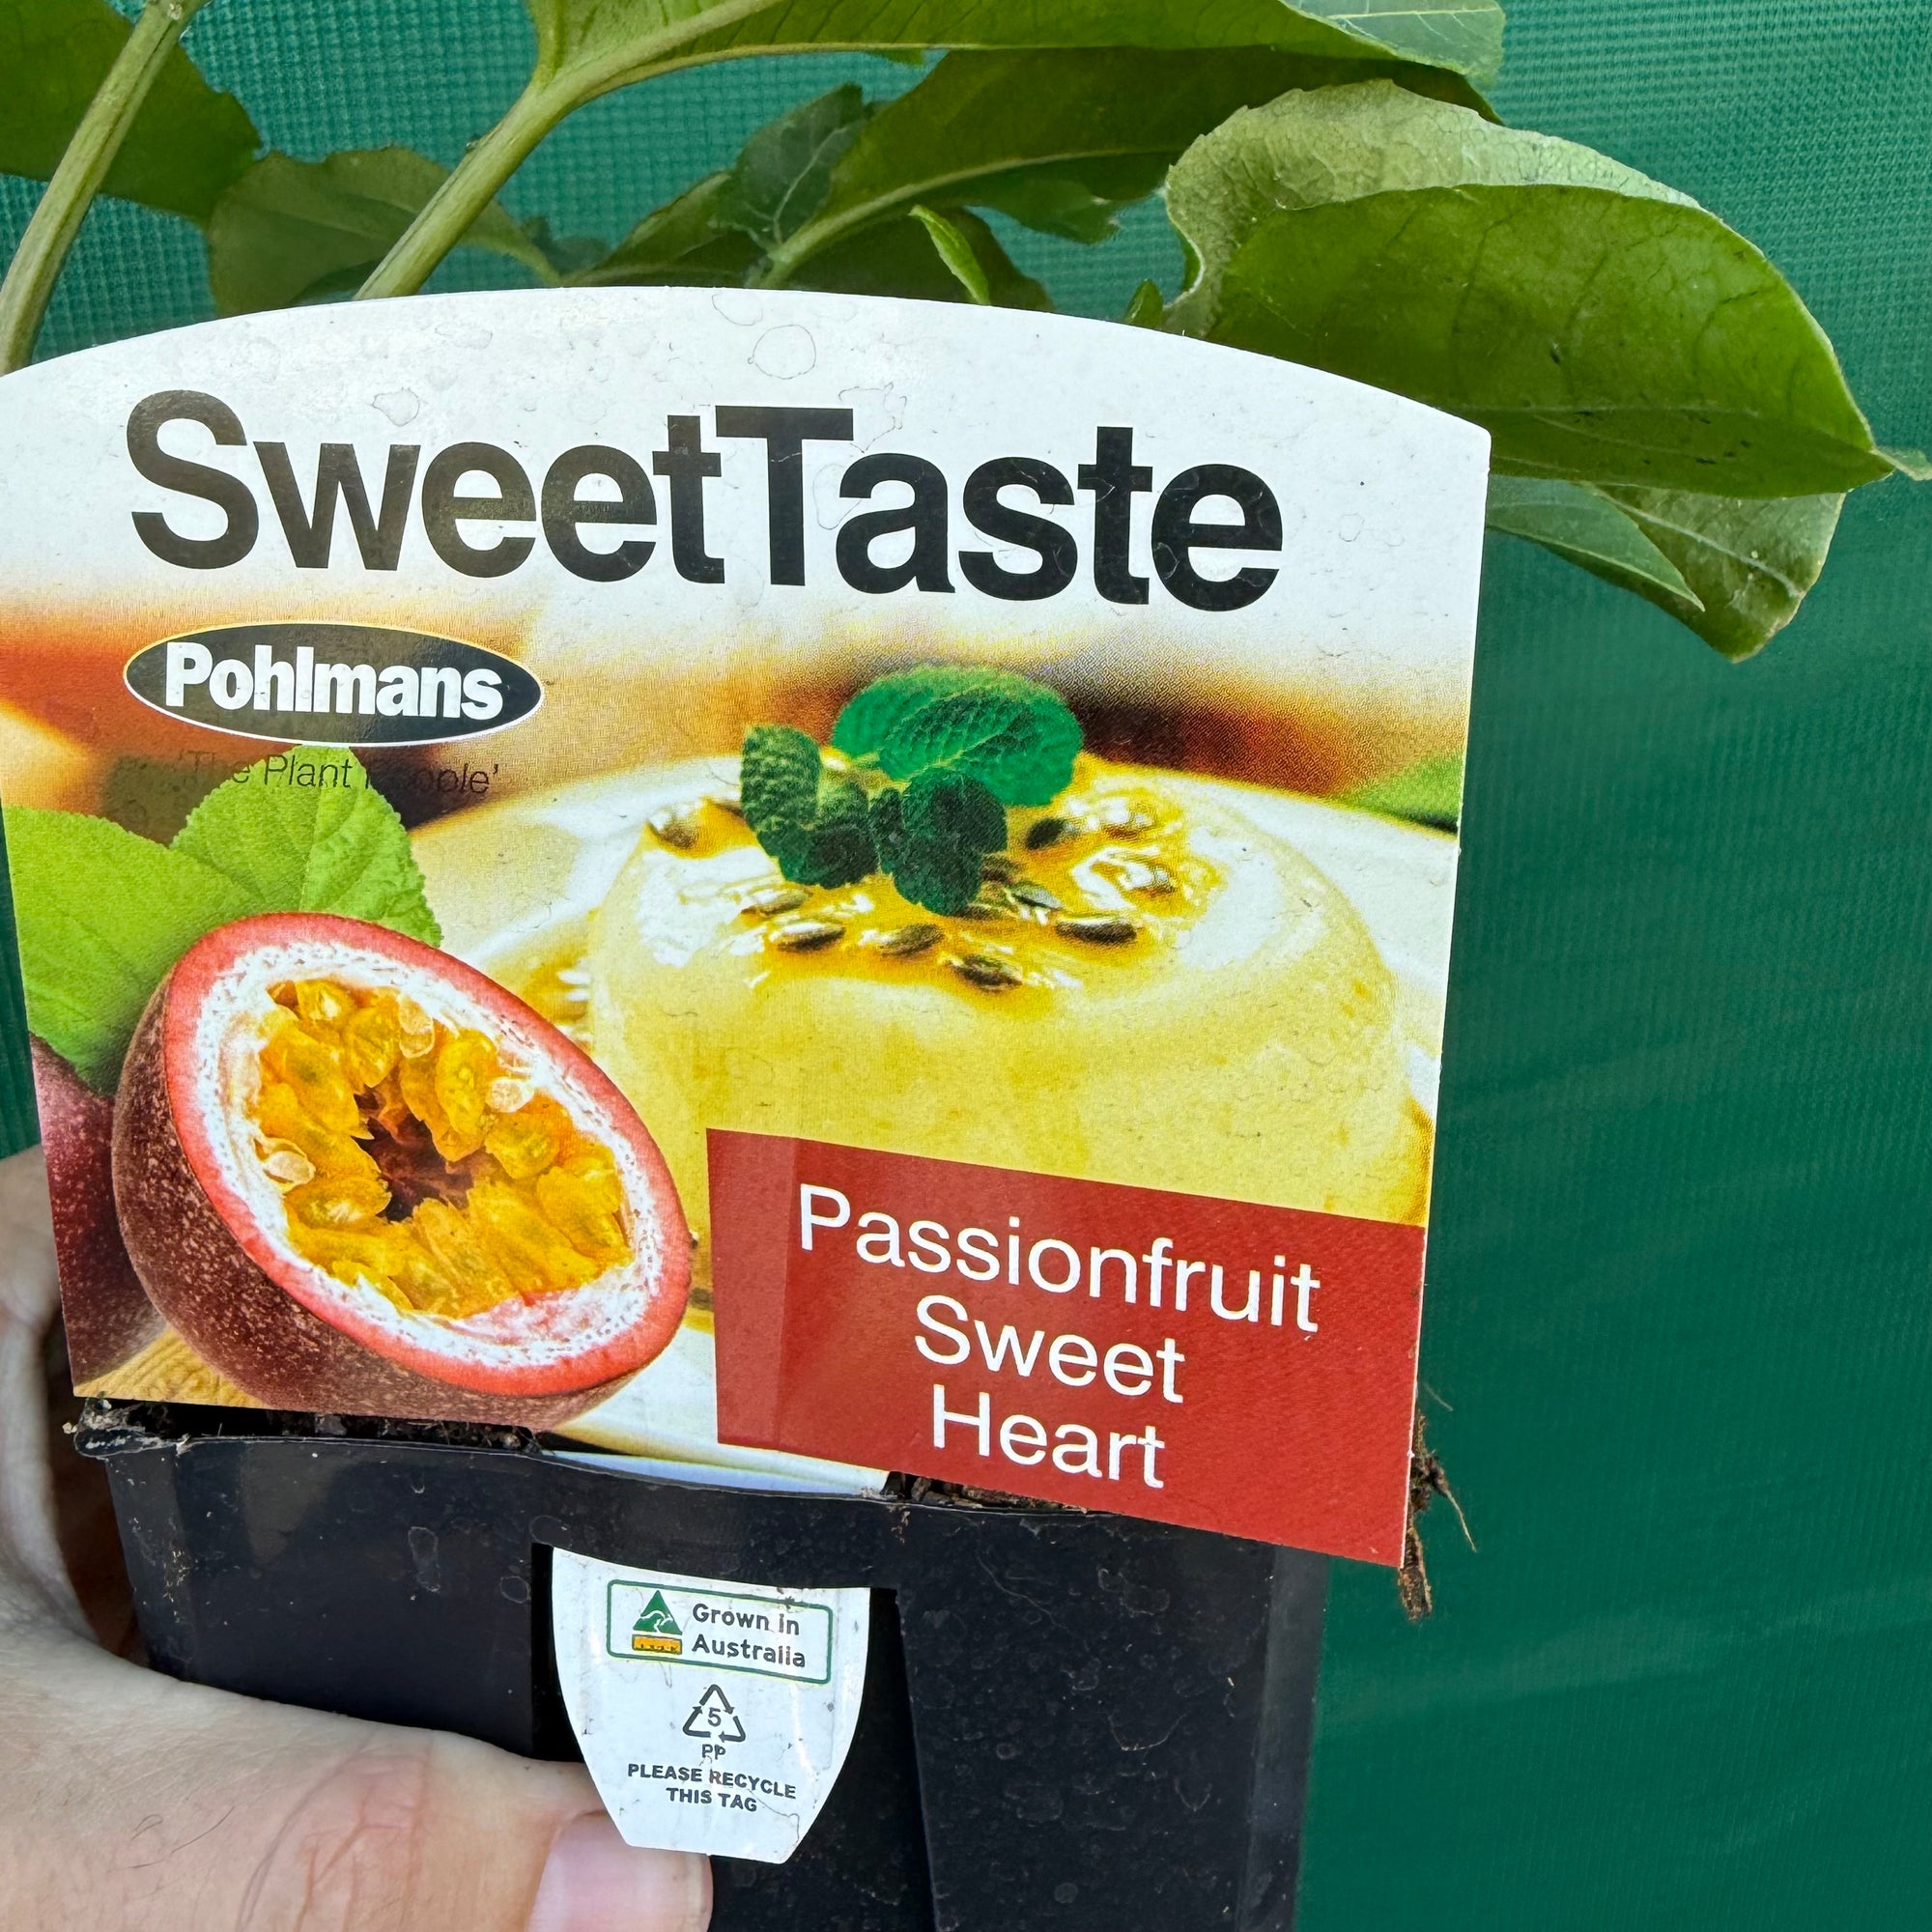 SweetTaste
Pohlmans
'The Plant People'
Passionfruit
Sweet
Heart
Grown in
Australia
5
PP
PLEASE RECYCLE
THIS TAG